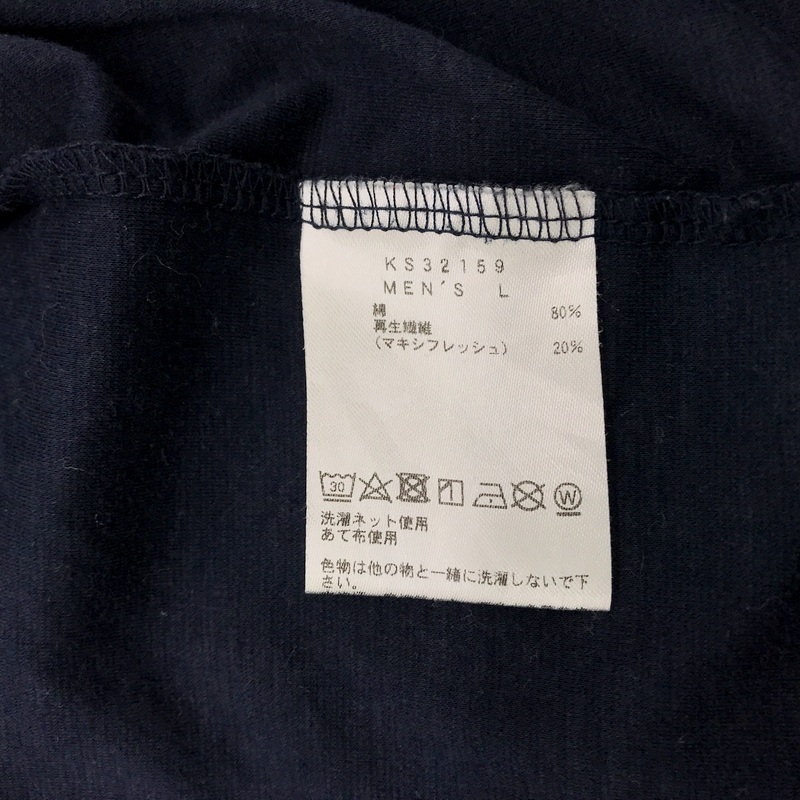 KS32159
MEN'S L
綿 80%
再生繊維
(マキシフレッシュ) 20%
30
W
洗濯ネット使用
あて布使用
色物は他の物と一緒に洗濯しないで下
さい。